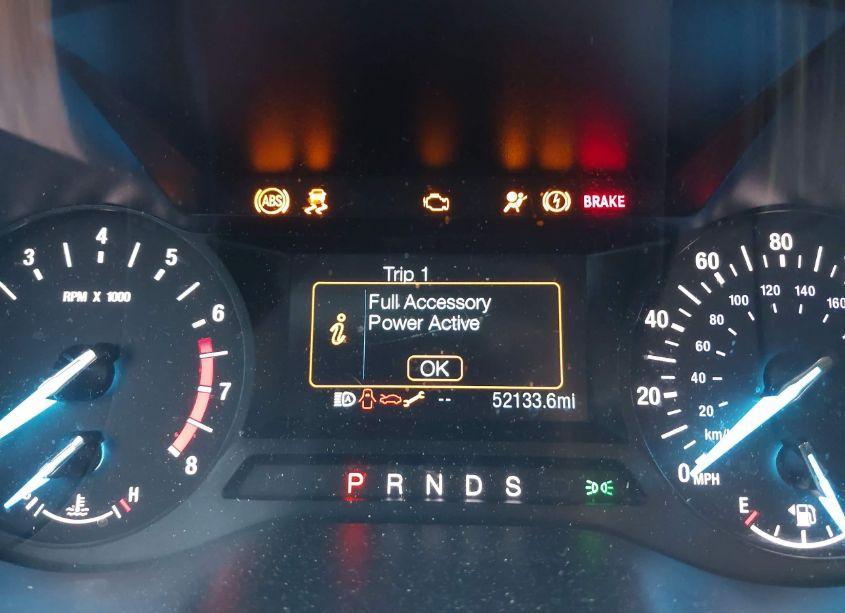 ABS
BRAKE
3
4
5
6
7
8
RPM X 1000
Trip 1
Full Accessory
Power Active
OK
A
--
52133.6mi
H
P R N D S
0
20
40
60
80
20
40
60
80
100
120
140
160
km/
MPH
E